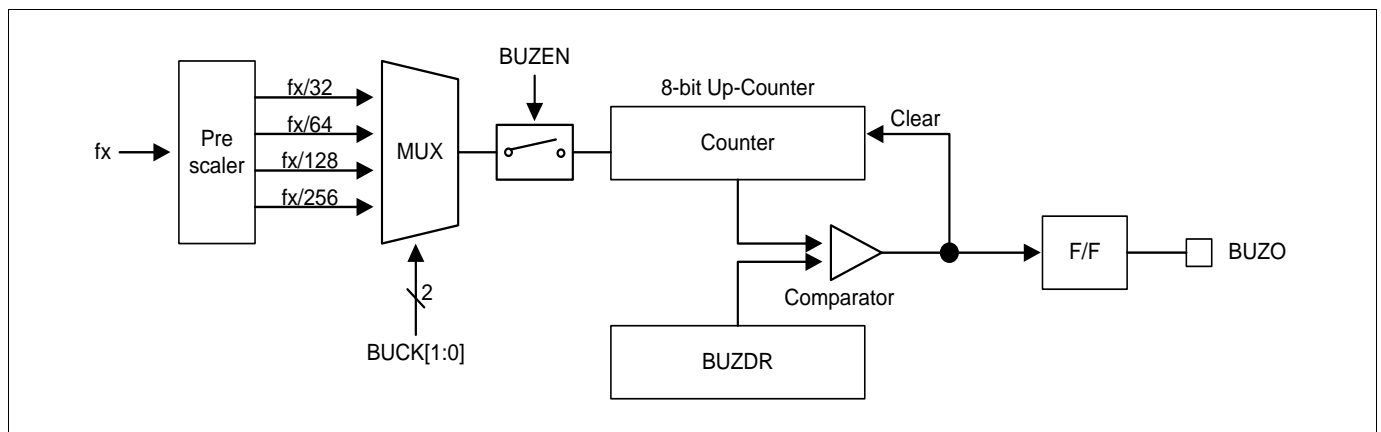 BUZEN
8-bit Up-Counter
fx/32
fx/64
fx/128
fx/256
fx
Pre
scaler
MUX
Counter
Clear
F/F
BUZO
2
Comparator
BUCK[1:0]
BUZDR